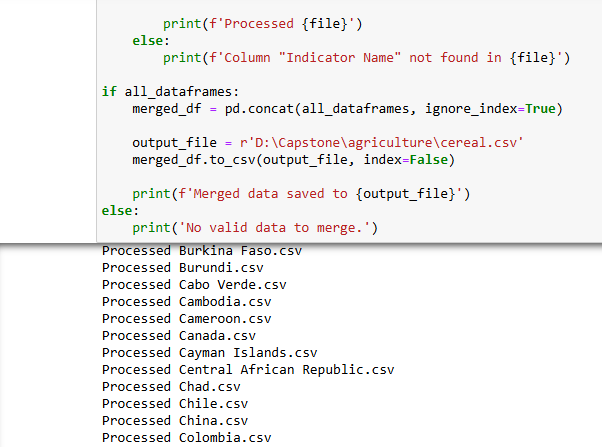 print(f'Processed {file}')
else:
print(f'Column "Indicator Name" not found in {file}')
if all_dataframes:
merged_df = pd.concat(all_dataframes, ignore_index=True)
output_file = r'D:\Capstone\agriculture\cereal.csv'
merged_df.to_csv(output_file, index=False)
print(f'Merged data saved to {output_file}')
else:
print('No valid data to merge.')
Processed Burkina Faso.csv
Processed Burundi.csv
Processed Cabo Verde.csv
Processed Cambodia.csv
Processed Cameroon.csv
Processed Canada.csv
Processed Cayman Islands.csv
Processed Central African Republic.csv
Processed Chad.csv
Processed Chile.csv
Processed China.csv
Processed Colombia.csv